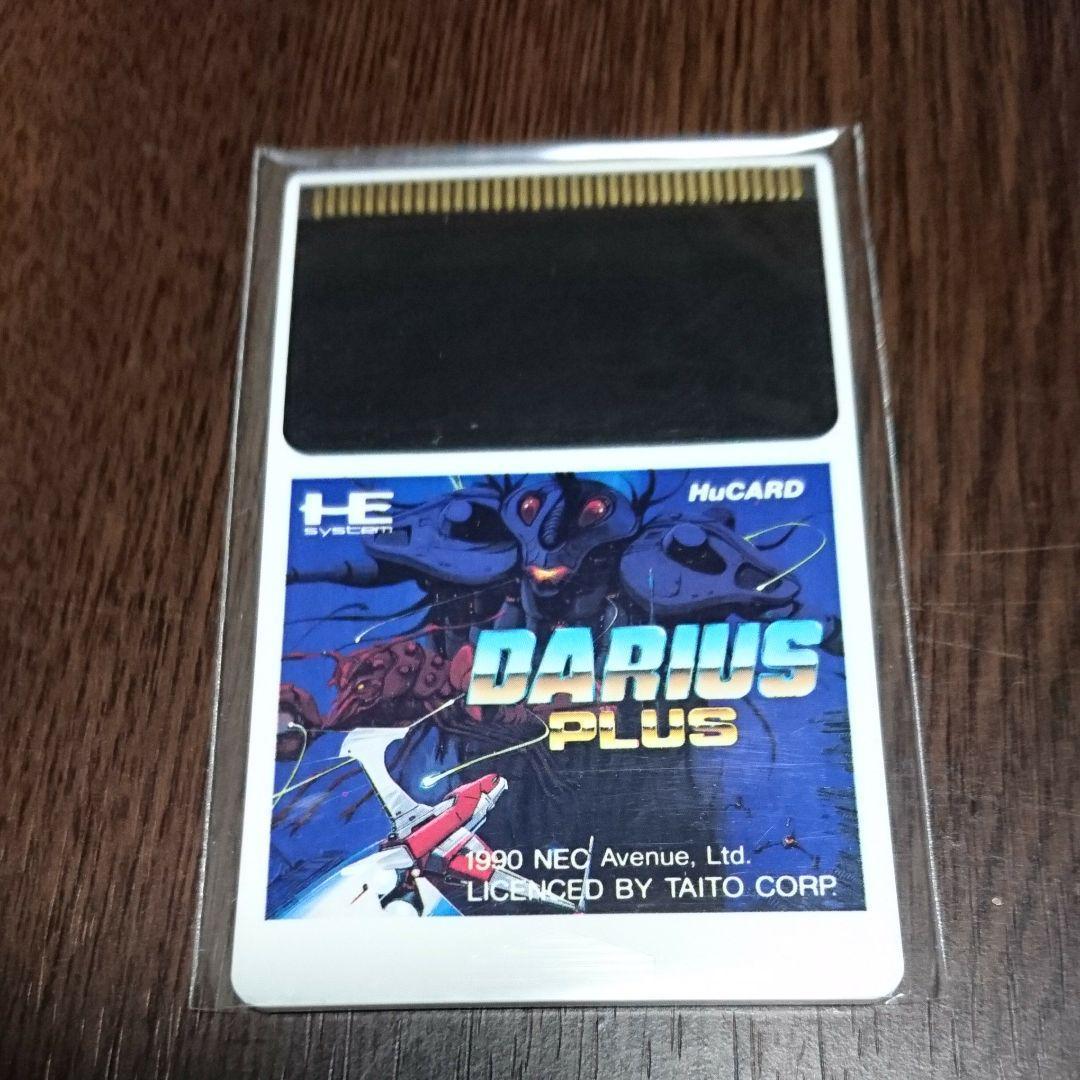 HE system
HuCARD
DARIUS
PLUS
1990 NEC Avenue, Ltd.
LICENCED BY TAITO CORP.